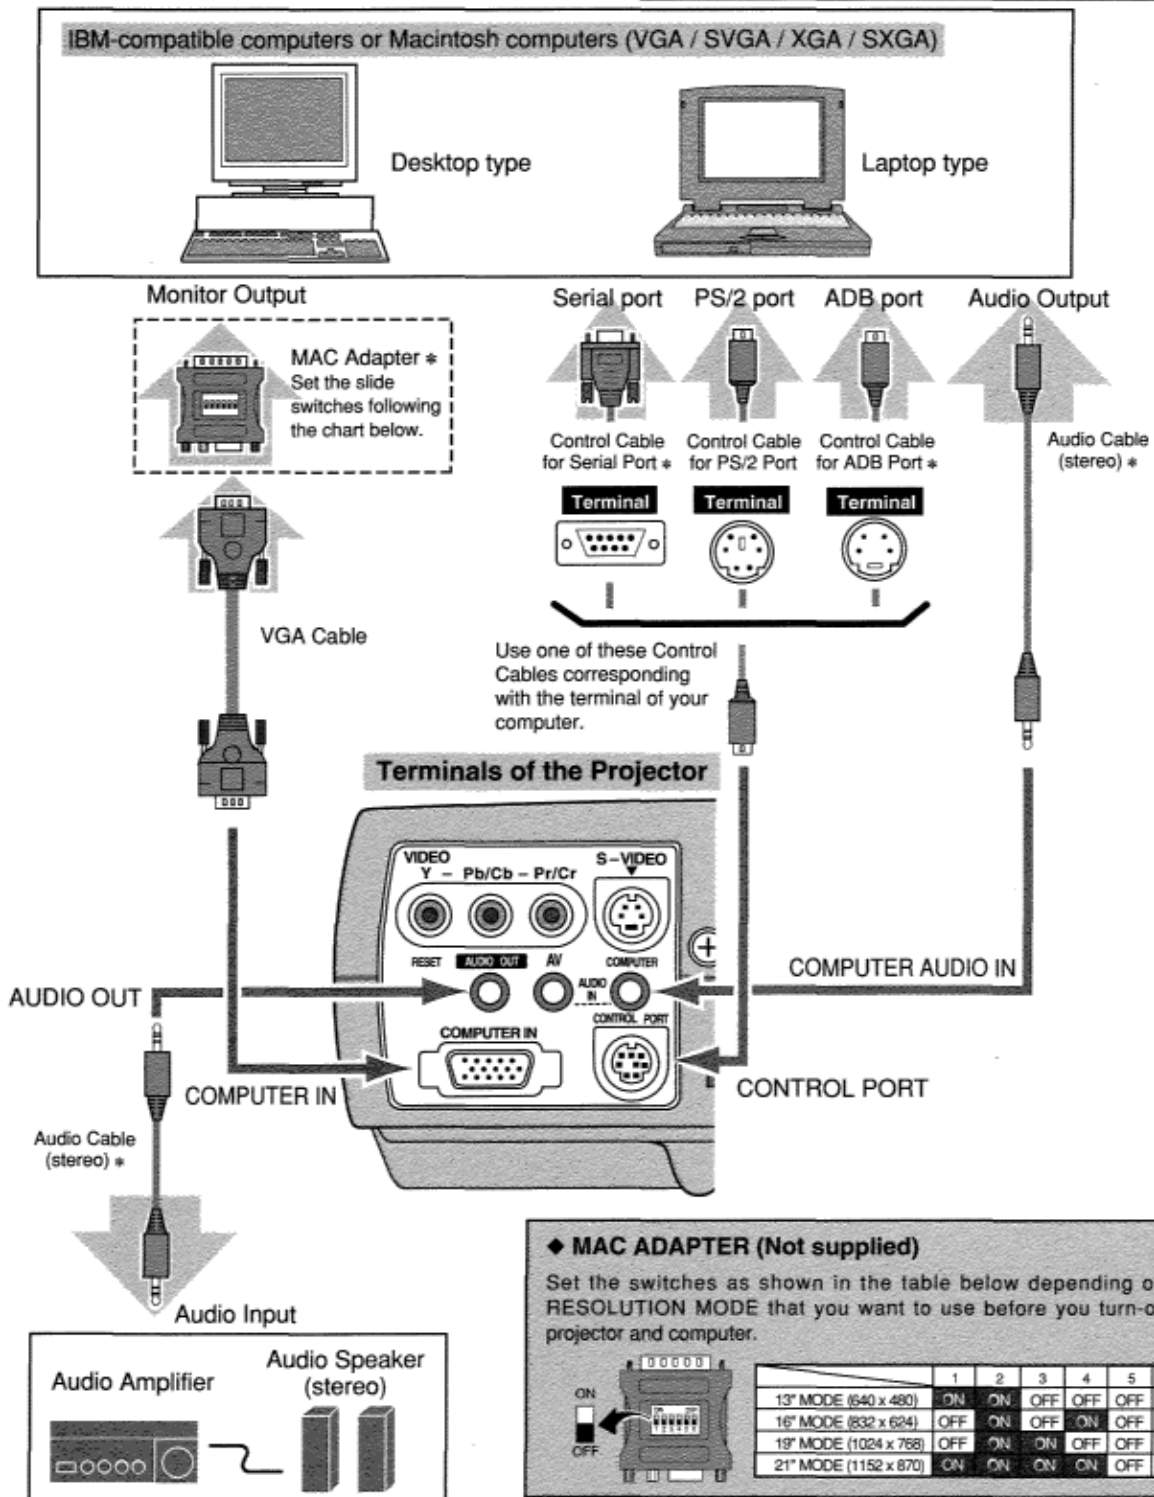 IBM-compatible computers or Macintosh computers (VGA / SVGA / XGA / SXGA)
Desktop type
Laptop type
Monitor Output
Serial port
PS/2 port
ADB port
Audio Output
MAC Adapter *
Set the slide
switches following
the chart below.
Control Cable
for Serial Port *
Control Cable
for PS/2 Port
Control Cable
for ADB Port *
Audio Cable
(stereo) *
Terminal
Terminal
Terminal
VGA Cable
Use one of these Control
Cables corresponding
with the terminal of your
computer.
Terminals of the Projector
VIDEO
Y – Pb/Cb – Pr/Cr
S–VIDEO
RESET
AUDIO OUT
AV
AUDIO
IN
COMPUTER
CONTROL PORT
COMPUTER IN
COMPUTER AUDIO IN
AUDIO OUT
COMPUTER IN
CONTROL PORT
Audio Cable
(stereo) *
Audio Input
Audio Amplifier
Audio Speaker
(stereo)
◆ MAC ADAPTER (Not supplied)
Set the switches as shown in the table below depending o
RESOLUTION MODE that you want to use before you turn-o
projector and computer.
ON
OFF
1 2 3 4 5
13" MODE (640 x 480) ON ON OFF OFF OFF
16" MODE (832 x 624) OFF ON OFF ON OFF
19" MODE (1024 x 768) OFF ON ON OFF OFF
21" MODE (1152 x 870) ON ON ON ON OFF